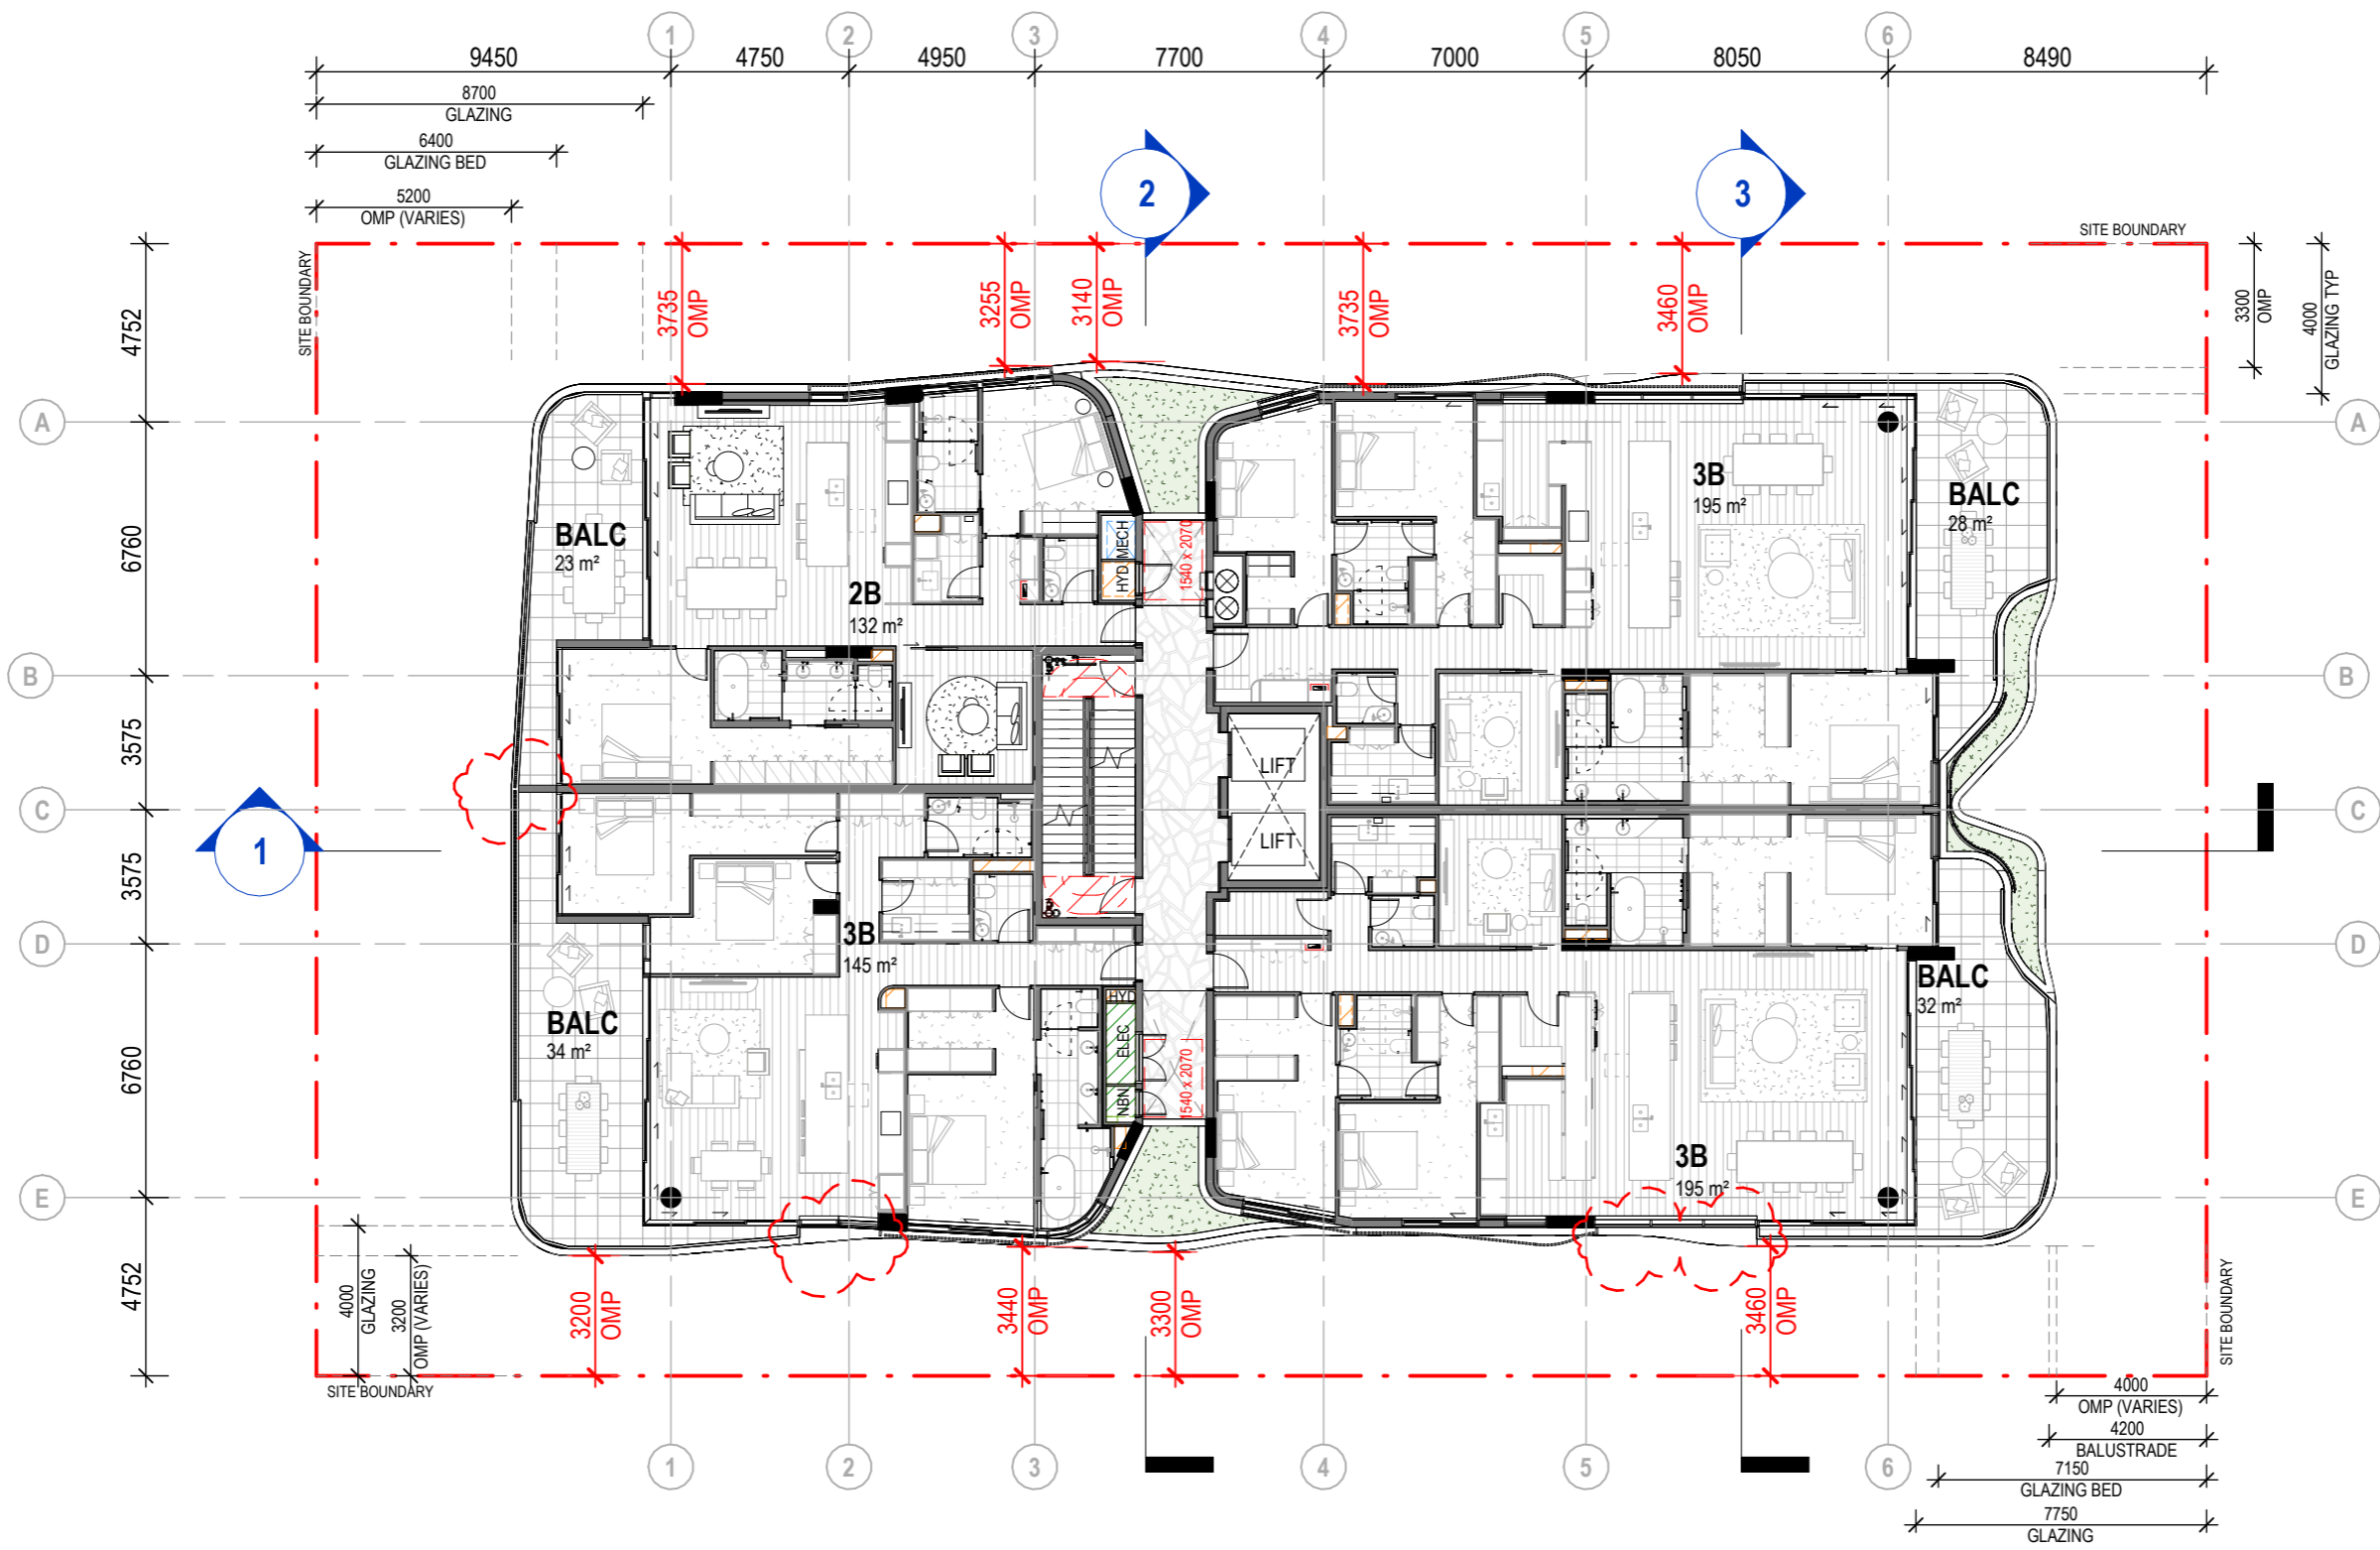 1 2 3 4 5 6
9450 4750 4950 7700 7000 8050 8490
8700
GLAZING
6400
GLAZING BED
5200
OMP (VARIES)
2
3
SITE BOUNDARY
SITE BOUNDARY
3735
OMP
3255
OMP
3140
OMP
3735
OMP
3460
OMP
3300
OMP
4000
GLAZING TYP
4752
A
A
6760
BALC
23 m²
2B
132 m²
HYD MECH
1540 x 2070
3B
195 m²
BALC
28 m²
B
B
3575
LIFT
C
C
1
LIFT
3575
D
D
3B
145 m²
BALC
34 m²
HYD
ELEC
NBN
1540 x 2070
BALC
32 m²
3B
195 m²
6760
E
E
4752
4000
GLAZING
3200
OMP (VARIES)
3200
OMP
3440
OMP
3300
OMP
3460
OMP
SITE BOUNDARY
SITE BOUNDARY
4000
OMP (VARIES)
4200
BALUSTRADE
7150
GLAZING BED
7750
GLAZING
1 2 3 4 5 6